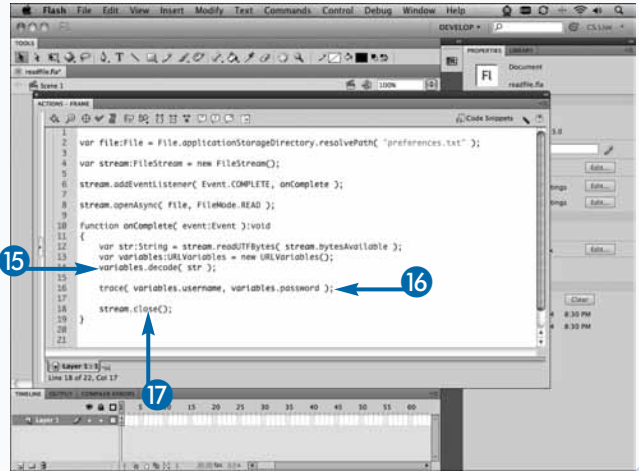 Flash File Edit View Insert Modify Text Commands Control Debug Window Help
DEVELOP
CS Live
TOOLS
readfile.fla*
Scene 1
100%
PROPERTIES LIBRARY
Document
Fl
readfile.fla
ACTIONS - FRAME
Code Snippets
1
2 var file:File = File.applicationStorageDirectory.resolvePath( "preferences.txt" );
3
4 var stream:FileStream = new FileStream();
5
6 stream.addEventListener( Event.COMPLETE, onComplete );
7
8 stream.openAsync( file, FileMode.READ );
9
10 function onComplete( event:Event ):void
11 {
12 var str:String = stream.readUTFBytes( stream.bytesAvailable );
13 var variables:URLVariables = new URLVariables();
14 variables.decode( str );
15
16 trace( variables.username, variables.password );
17
18 stream.close();
19 }
20
21
15
16
17
Edit...
Edit...
Edit...
Edit...
Clear
8:30 PM
8:30 PM
Layer 1 : 1
Line 18 of 22, Col 17
TIMELINE OUTPUT COMPILER ERRORS
5 10 15 20 25 30 35 40 45 50 55 60
Layer 1